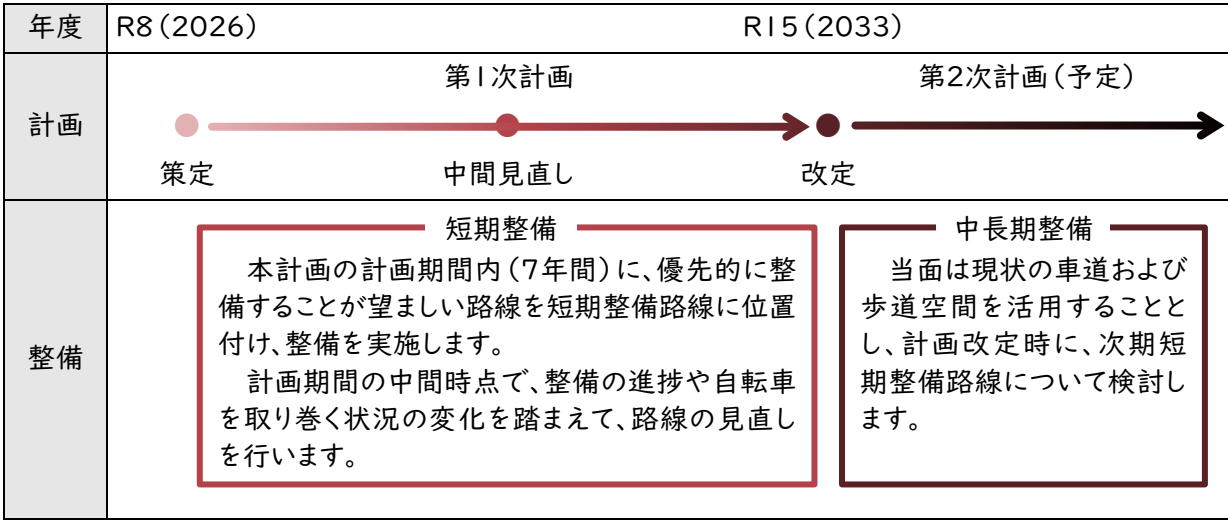 年度 R8(2026) R15(2033)
第1次計画 第2次計画(予定)
計画
策定 中間見直し 改定
整備
短期整備
本計画の計画期間内(7年間)に、優先的に整
備することが望ましい路線を短期整備路線に位置
付け、整備を実施します。
計画期間の中間時点で、整備の進捗や自転車
を取り巻く状況の変化を踏まえて、路線の見直し
を行います。
中長期整備
当面は現状の車道および
歩道空間を活用することと
し、計画改定時に、次期短
期整備路線について検討し
ます。